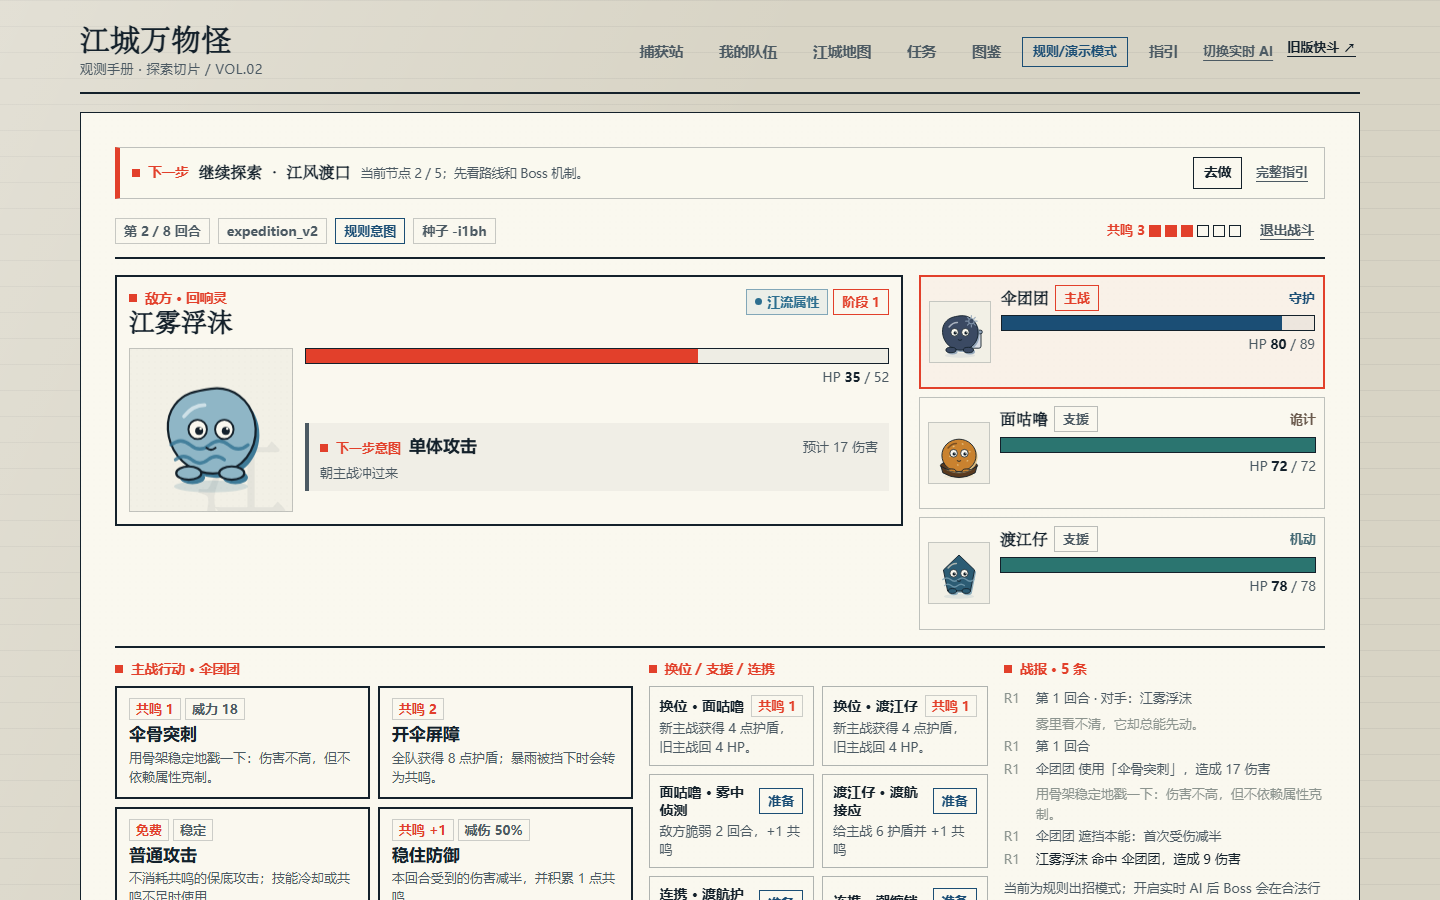 江城万物怪
观测手册 · 探索切片 / VOL.02
捕获站 我的队伍 江城地图 任务 图鉴 规则/演示模式 指引 切换实时 AI 旧版快斗 ↗
下一步 继续探索 · 江风渡口 当前节点 2 / 5；先看路线和 Boss 机制。 去做 完整指引
第 2 / 8 回合 expedition_v2 规则意图 种子 -i1bh 共鸣 3 退出战斗
敌方 • 回响灵
江雾浮沫
江流属性 阶段 1
HP 35 / 52
下一步意图 单体攻击 预计 17 伤害
朝主战冲过来
伞团团 主战 守护
HP 80 / 89
面咕噜 支援 诡计
HP 72 / 72
渡江仔 支援 机动
HP 78 / 78
主战行动 • 伞团团
共鸣 1 威力 18
伞骨突刺
用骨架稳定地戳一下：伤害不高，但不
依赖属性克制。
共鸣 2
开伞屏障
全队获得 8 点护盾；暴雨被挡下时会转
为共鸣。
免费 稳定
普通攻击
不消耗共鸣的保底攻击；技能冷却或共
鸣不足时使用
共鸣 +1 减伤 50%
稳住防御
本回合受到的伤害减半，并积累 1 点共
鸣。
换位 / 支援 / 连携
换位 • 面咕噜 共鸣 1
新主战获得 4 点护盾，
旧主战回 4 HP。
换位 • 渡江仔 共鸣 1
新主战获得 4 点护盾，
旧主战回 4 HP。
面咕噜 • 雾中
侦测
准备
敌方脆弱 2 回合，+1 共
鸣
渡江仔 • 渡航
接应
准备
给主战 6 护盾并 +1 共
鸣
连携 • 渡航护
战报 • 5 条
R1 第 1 回合 · 对手：江雾浮沫
雾里看不清，它却总能先动。
R1 第 1 回合
R1 伞团团 使用「伞骨突刺」，造成 17 伤害
用骨架稳定地戳一下：伤害不高，但不依赖属性克
制。
R1 伞团团 遮挡本能：首次受伤减半
R1 江雾浮沫 命中 伞团团，造成 9 伤害
当前为规则出招模式；开启实时 AI 后 Boss 会在合法行